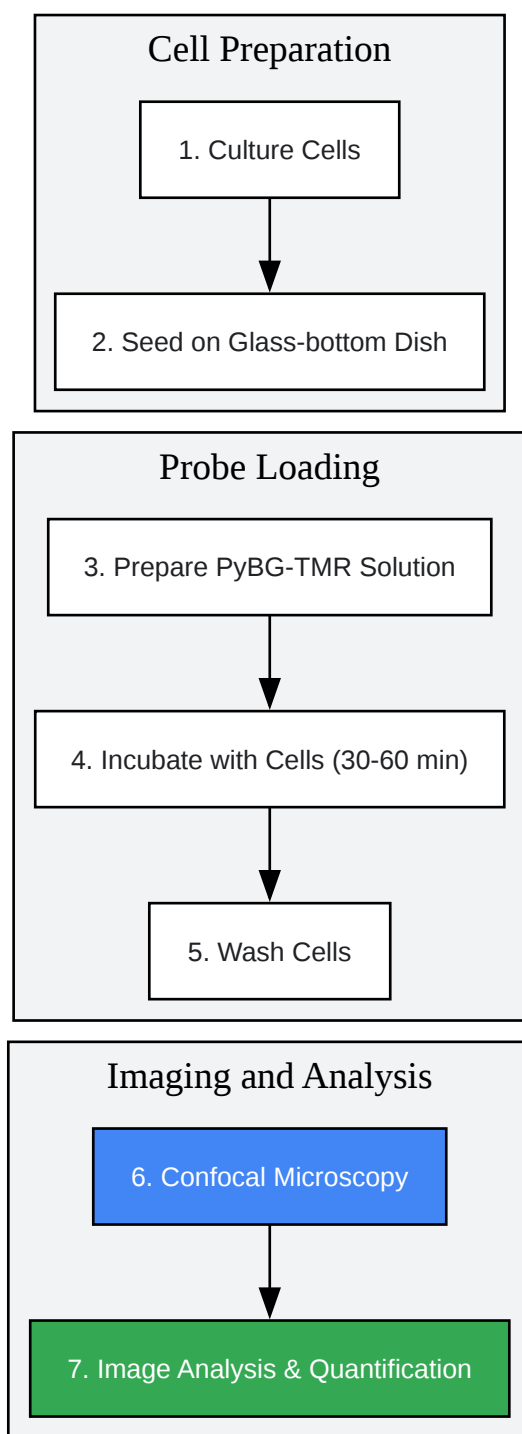 Cell Preparation
1. Culture Cells
2. Seed on Glass-bottom Dish
Probe Loading
3. Prepare PyBG-TMR Solution
4. Incubate with Cells (30-60 min)
5. Wash Cells
Imaging and Analysis
6. Confocal Microscopy
7. Image Analysis & Quantification